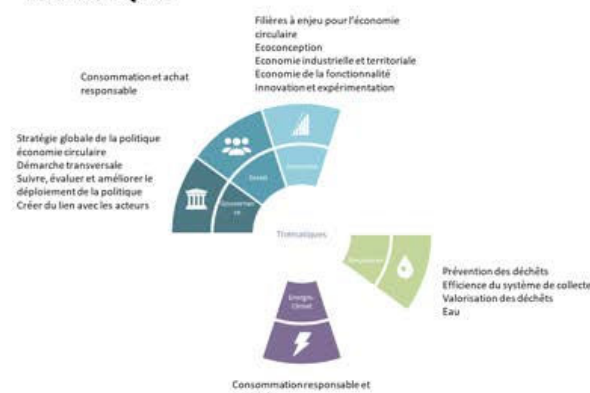 Filières à enjeu pour l'économie
circulaire
Ecoconception
Economie industrielle et territoriale
Economie de la fonctionnalité
Innovation et expérimentation
Consommation et achat
responsable
Stratégie globale de la politique
économie circulaire
Démarche transversale
Suivre, évaluer et améliorer le
déploiement de la politique
Créer du lien avec les acteurs
Thématiques
Prévention des déchêts
Efficience du système de collecte
Valorisation des déchêts
Eau
Energie-
Climat
Consommation responsable et